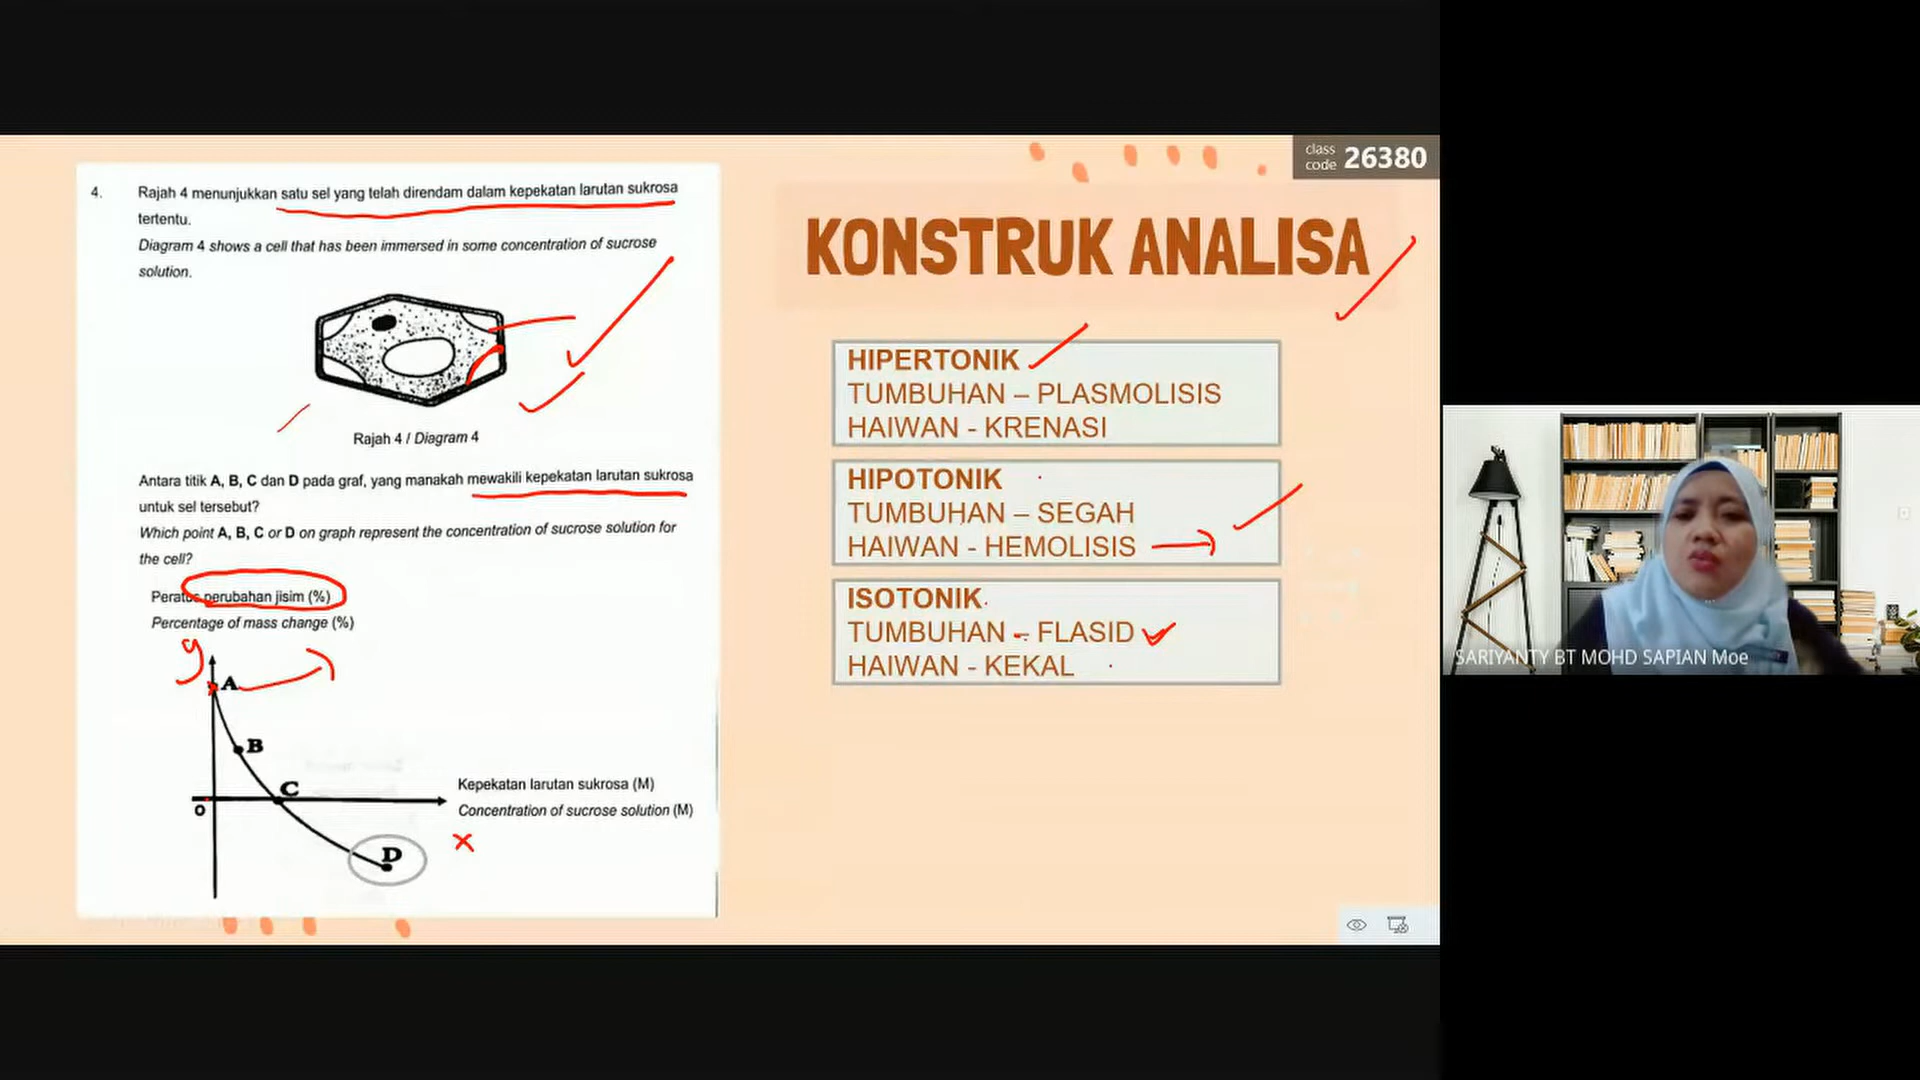 class
code 26380
4. Rajah 4 menunjukkan satu sel yang telah direndam dalam kepekatan larutan sukrosa
tertentu.
Diagram 4 shows a cell that has been immersed in some concentration of sucrose
solution.
Rajah 4 / Diagram 4
Antara titik A, B, C dan D pada graf, yang manakah mewakili kepekatan larutan sukrosa
untuk sel tersebut?
Which point A, B, C or D on graph represent the concentration of sucrose solution for
the cell?
Peratus perubahan jisim (%)
Percentage of mass change (%)
y
A
B
C
Kepekatan larutan sukrosa (M)
0
Concentration of sucrose solution (M)
x
D
KONSTRUK ANALISA
HIPERTONIK
TUMBUHAN – PLASMOLISIS
HAIWAN - KRENASI
HIPOTONIK
TUMBUHAN – SEGAH
HAIWAN - HEMOLISIS
ISOTONIK
TUMBUHAN – FLASID
HAIWAN - KEKAL
SARIYANTY BT MOHD SAPIAN Moe